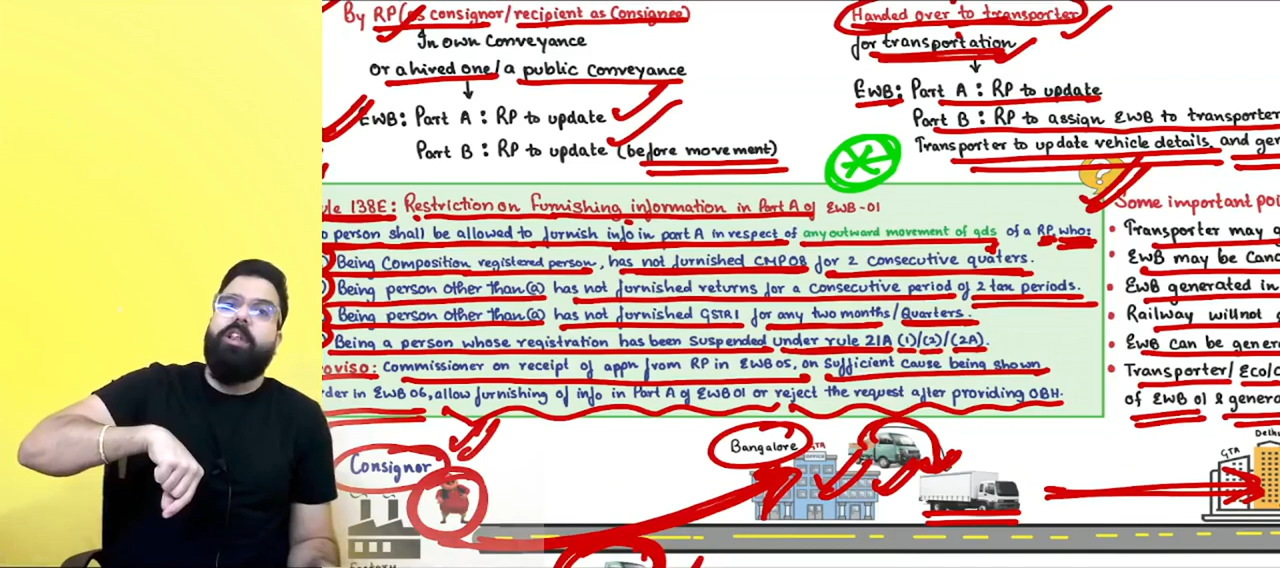 By RP (as consignor/recipient as Consignee)
In own Conveyance
Or a hired one/a public Conveyance
EWB: Part A: RP to update
Part B: RP to update (before movement)
Handed over to transporter
for transportation
EWB: Part A: RP to update
Part B: RP to assign EWB to transporter
Transporter to update vehicle details, and gen
138E: Restriction on Furnishing information in Part A of EWB-01
person shall be allowed to furnish info in part A in respect of any outward movement of gds of a RP who:
Being Composition registered person, has not furnished CMP08 for 2 consecutive quaters.
Being person other than(a) has not furnished returns for a consecutive period of 2 tax periods.
Being person other than(a) has not furnished GSTR1 for any two months/Quarters.
Being a person whose registration has been suspended under rule 21A (1)/(2)/(2A).
Commissioner on receipt of appn from RP in EWB05, on Sufficient cause being shown
in EWB 06, allow furnishing of info in Part A of EWB 01 or reject the request after providing OBH.
?
Some important poi
Transporter may
EWB may be Canc
EWB generated in
Railway will not
EWB can be gener
Transporter/Eco/
of EWB 01 & genera
Consignor
Factory
Bangalore
GTA
OFFICE
GTA
Delh